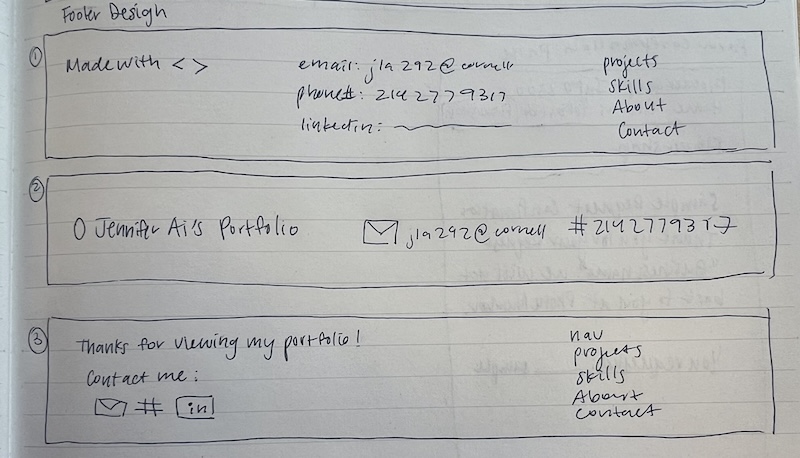 Footer Design
①
Made with < >
email: jla292@cornell
phone#: 2142779317
linkedin:
projects
skills
About
Contact
②
O Jennifer Ai's Portfolio
jla292@cornell
#2142779317
③
Thanks for viewing my portfolio!
Contact me:
# in
nav
projects
skills
About
contact